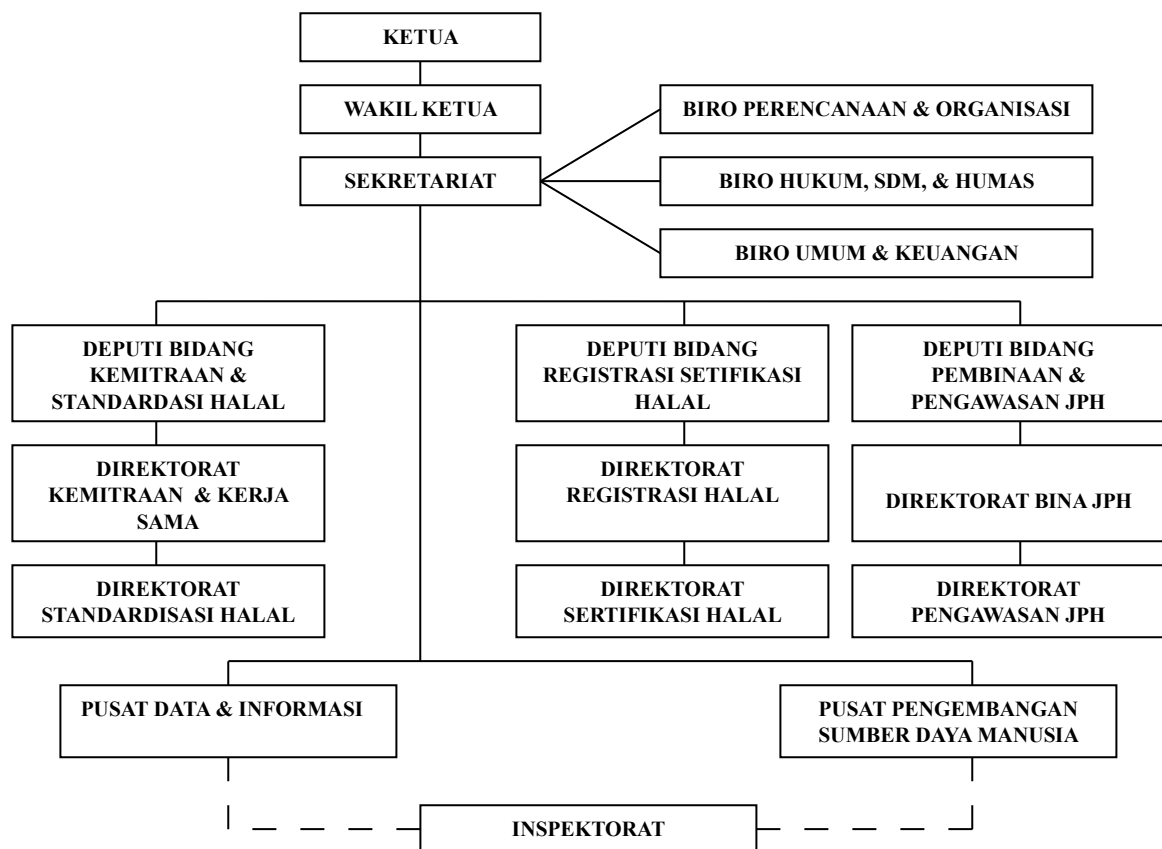 KETUA
WAKIL KETUA
SEKRETARIAT
BIRO PERENCANAAN & ORGANISASI
BIRO HUKUM, SDM, & HUMAS
BIRO UMUM & KEUANGAN
DEPUTI BIDANG
KEMITRAAN &
STANDARDASI HALAL
DEPUTI BIDANG
REGISTRASI SETIFIKASI
HALAL
DEPUTI BIDANG
PEMBINAAN &
PENGAWASAN JPH
DIREKTORAT
KEMITRAAN & KERJA
SAMA
DIREKTORAT
REGISTRASI HALAL
DIREKTORAT BINA JPH
DIREKTORAT
STANDARDISASI HALAL
DIREKTORAT
SERTIFIKASI HALAL
DIREKTORAT
PENGAWASAN JPH
PUSAT DATA & INFORMASI
PUSAT PENGEMBANGAN
SUMBER DAYA MANUSIA
INSPEKTORAT